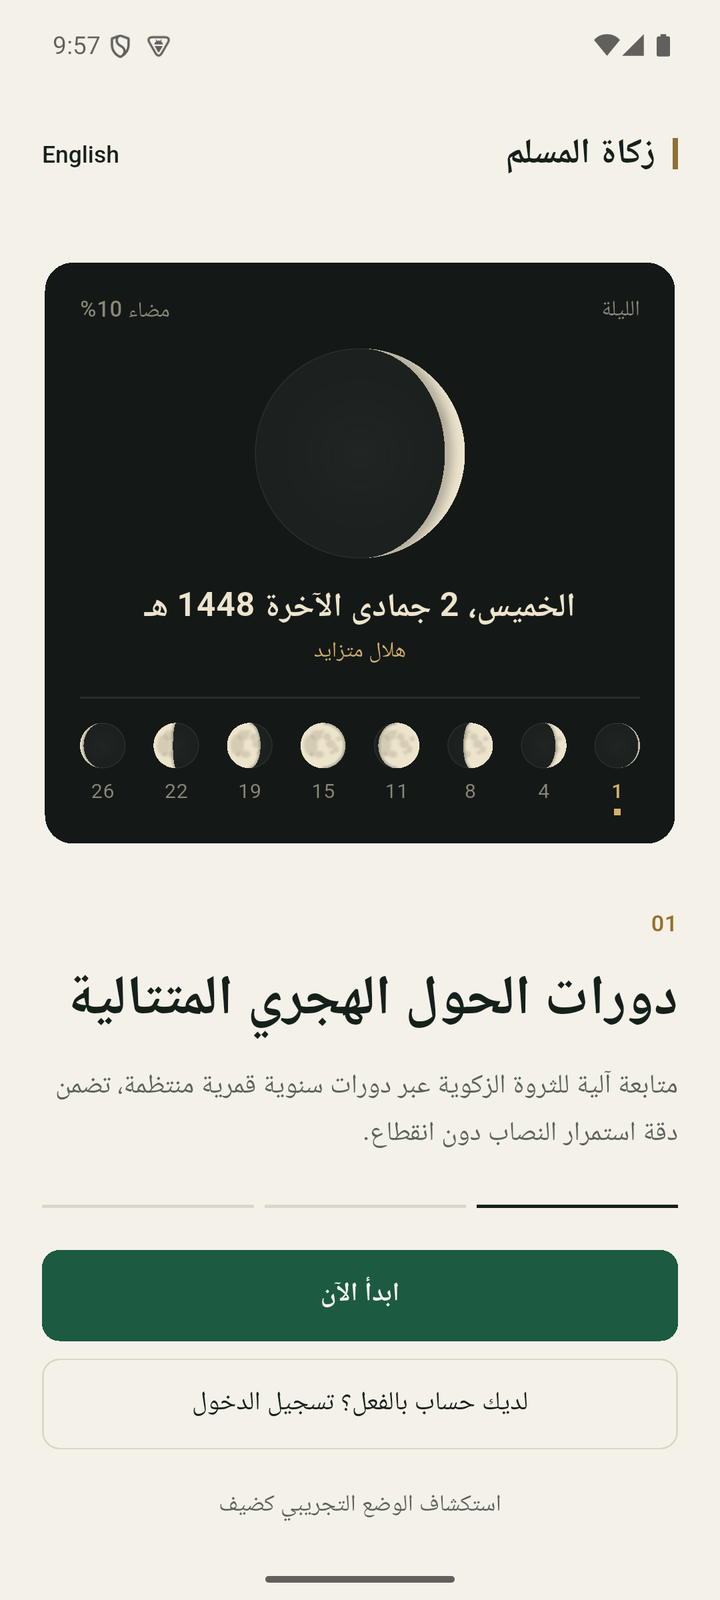 9:57
زكاة المسلم
English
الليلة
مضاء 10%
الخميس، 2 جمادى الآخرة 1448 هـ
هلال متزايد
1 4 8 11 15 19 22 26
01
دورات الحول الهجري المتتالية
متابعة آلية للثروة الزكوية عبر دورات سنوية قمرية منتظمة، تضمن
دقة استمرار النصاب دون انقطاع.
ابدأ الآن
لديك حساب بالفعل؟ تسجيل الدخول
استكشاف الوضع التجريبي كضيف